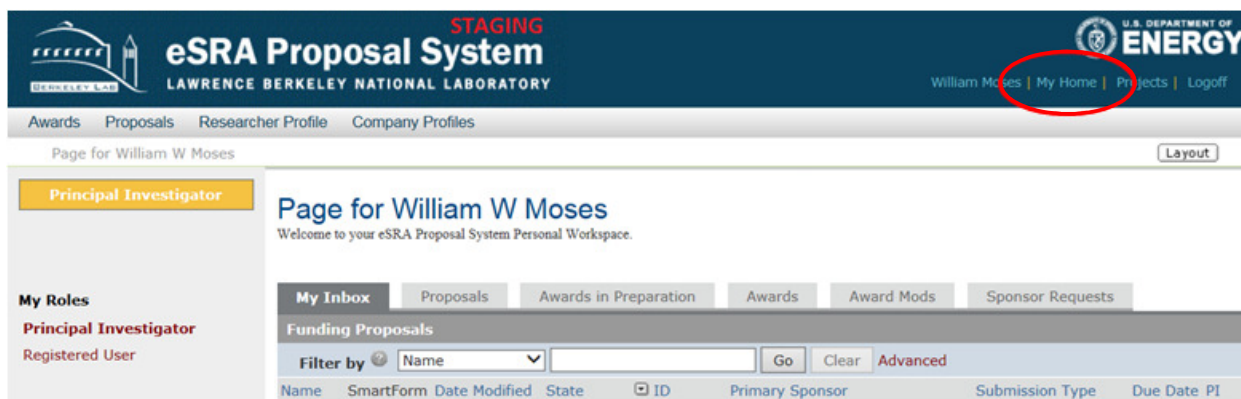 STAGING
eSRA Proposal System
LAWRENCE BERKELEY NATIONAL LABORATORY
BERKELEY LAB
U.S. DEPARTMENT OF
ENERGY
William Moses | My Home | Projects | Logoff
Awards Proposals Researcher Profile Company Profiles
Page for William W Moses Layout
Principal Investigator
Page for William W Moses
Welcome to your eSRA Proposal System Personal Workspace.
My Roles
Principal Investigator
Registered User
My Inbox Proposals Awards in Preparation Awards Award Mods Sponsor Requests
Funding Proposals
Filter by Name Go Clear Advanced
Name SmartForm Date Modified State ID Primary Sponsor Submission Type Due Date PI